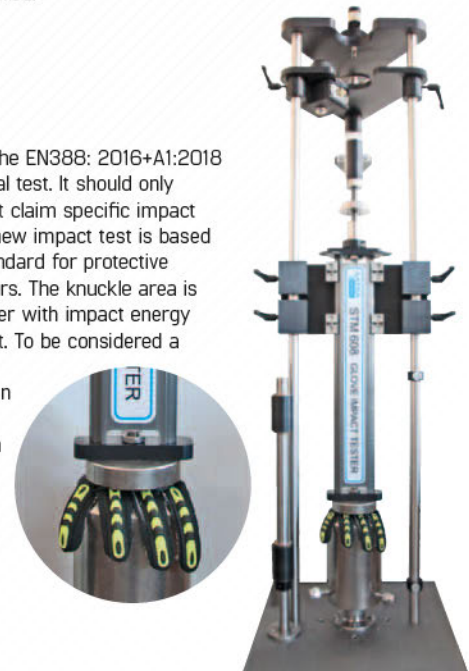 he EN388: 2016+A1:2018
al test. It should only
t claim specific impact
new impact test is based
ndard for protective
rs. The knuckle area is
er with impact energy
t. To be considered a
n
STM 608 GLOVE IMPACT TESTER
TER